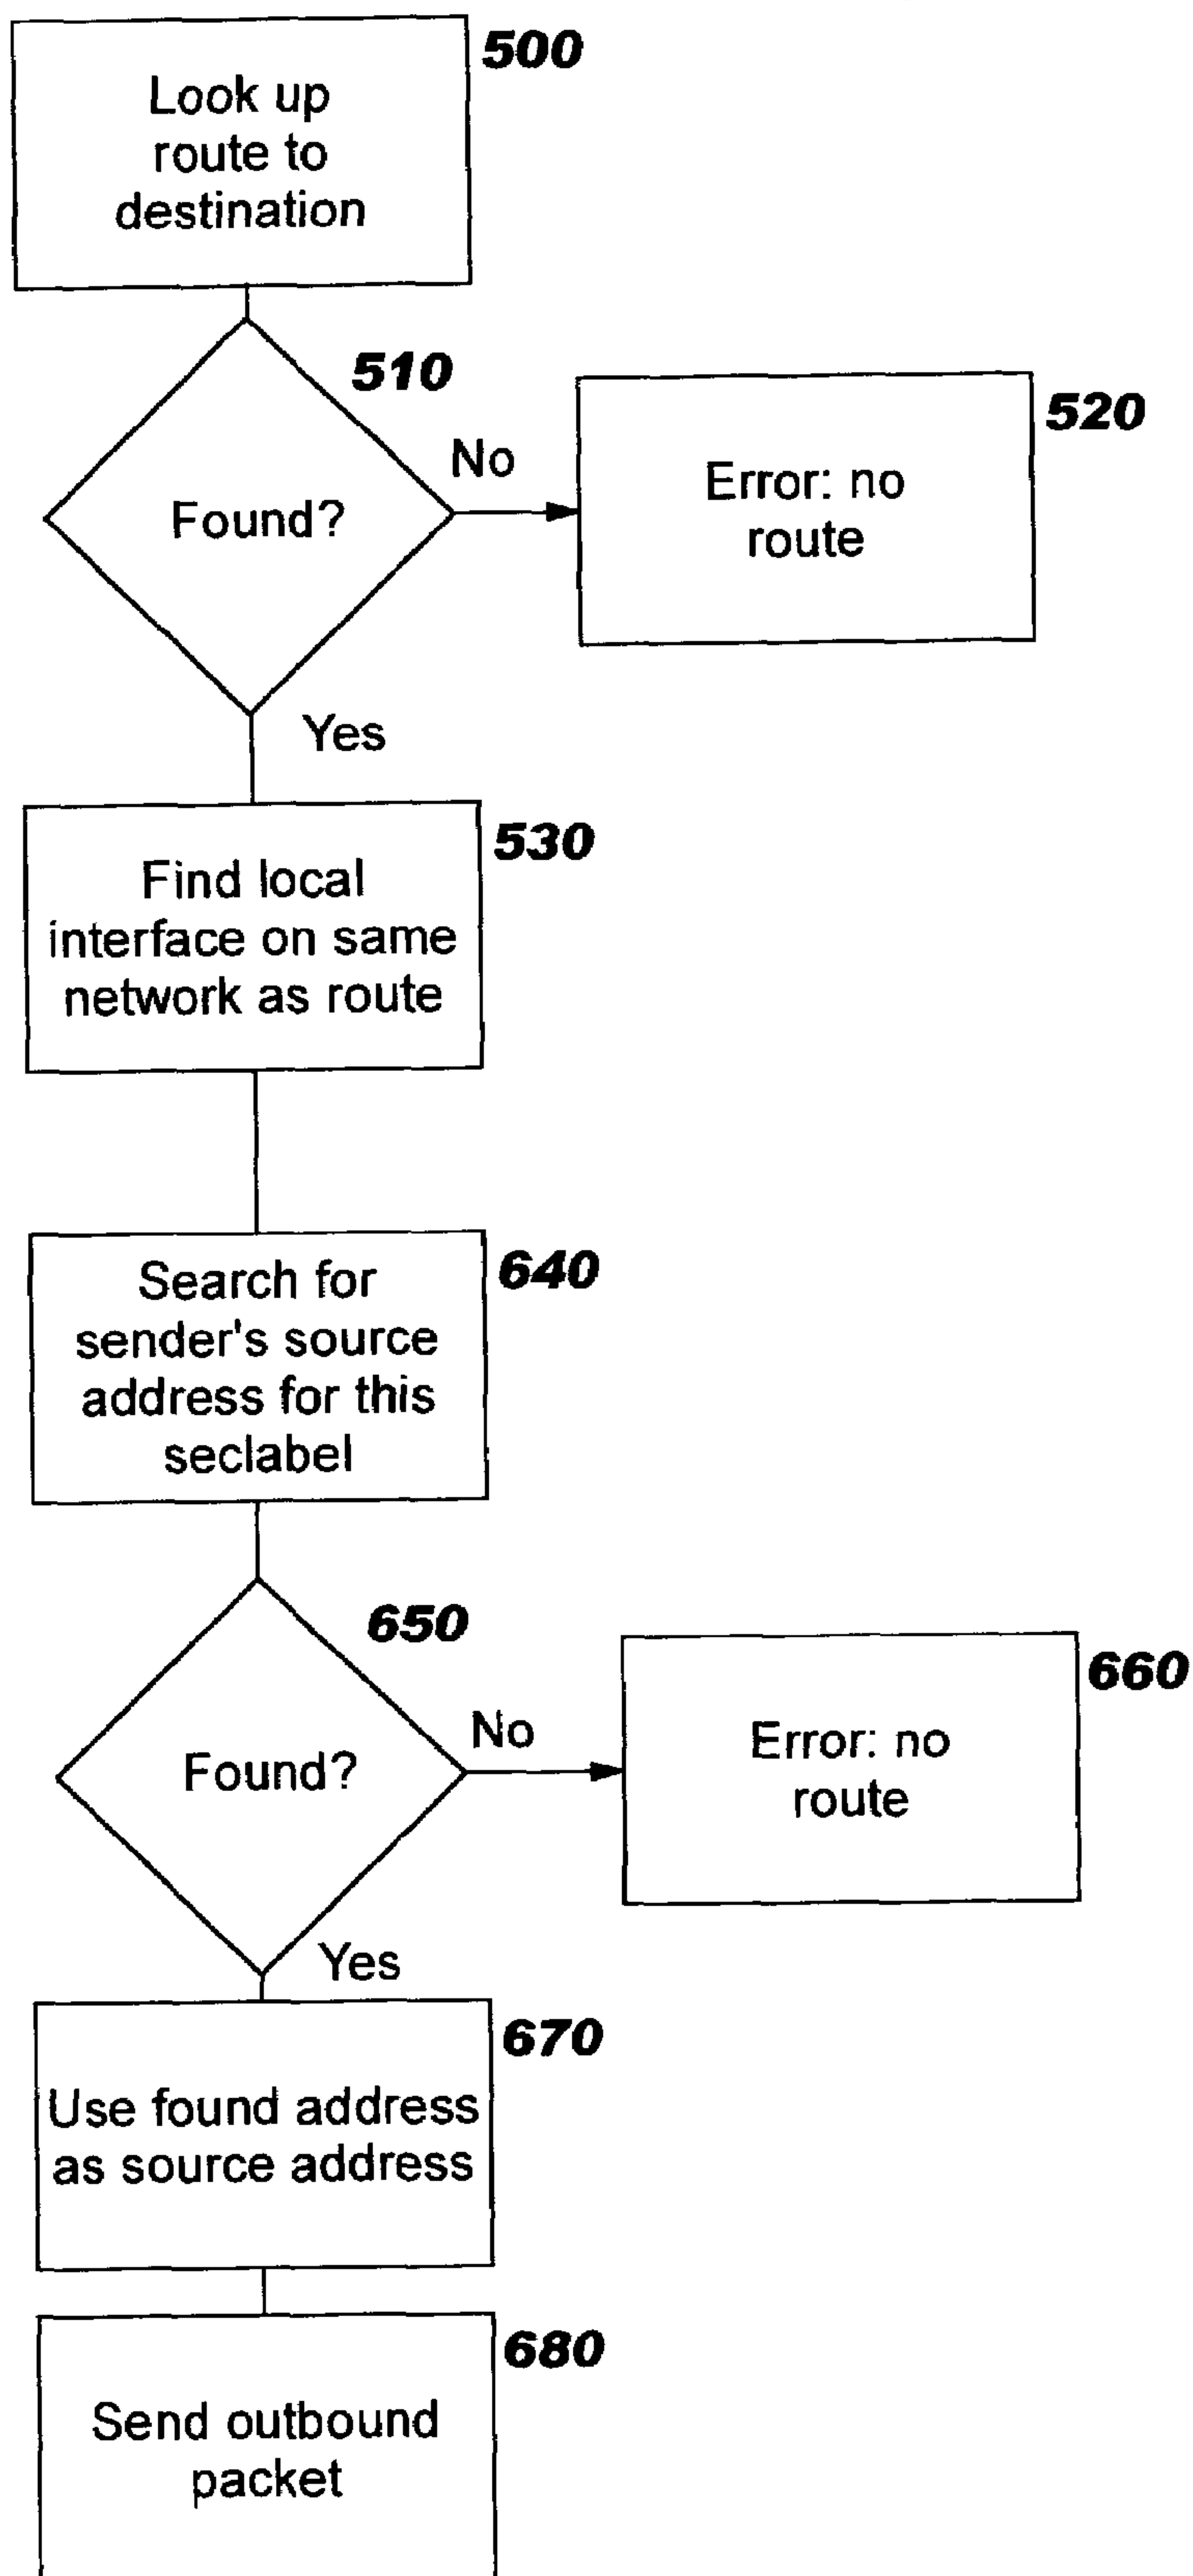 500
Look up
route to
destination
510
Found?
No
520
Error: no
route
Yes
530
Find local
interface on same
network as route
640
Search for
sender's source
address for this
seclabel
650
Found?
No
660
Error: no
route
Yes
670
Use found address
as source address
680
Send outbound
packet